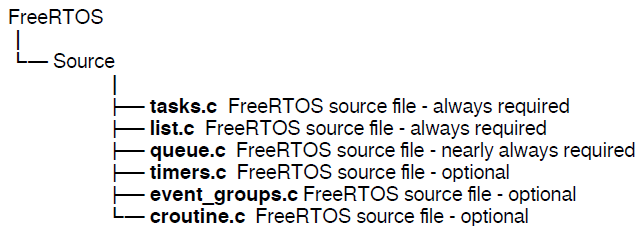 FreeRTOS
Source
tasks.c FreeRTOS source file - always required
list.c FreeRTOS source file - always required
queue.c FreeRTOS source file - nearly always required
timers.c FreeRTOS source file - optional
event_groups.c FreeRTOS source file - optional
croutine.c FreeRTOS source file - optional